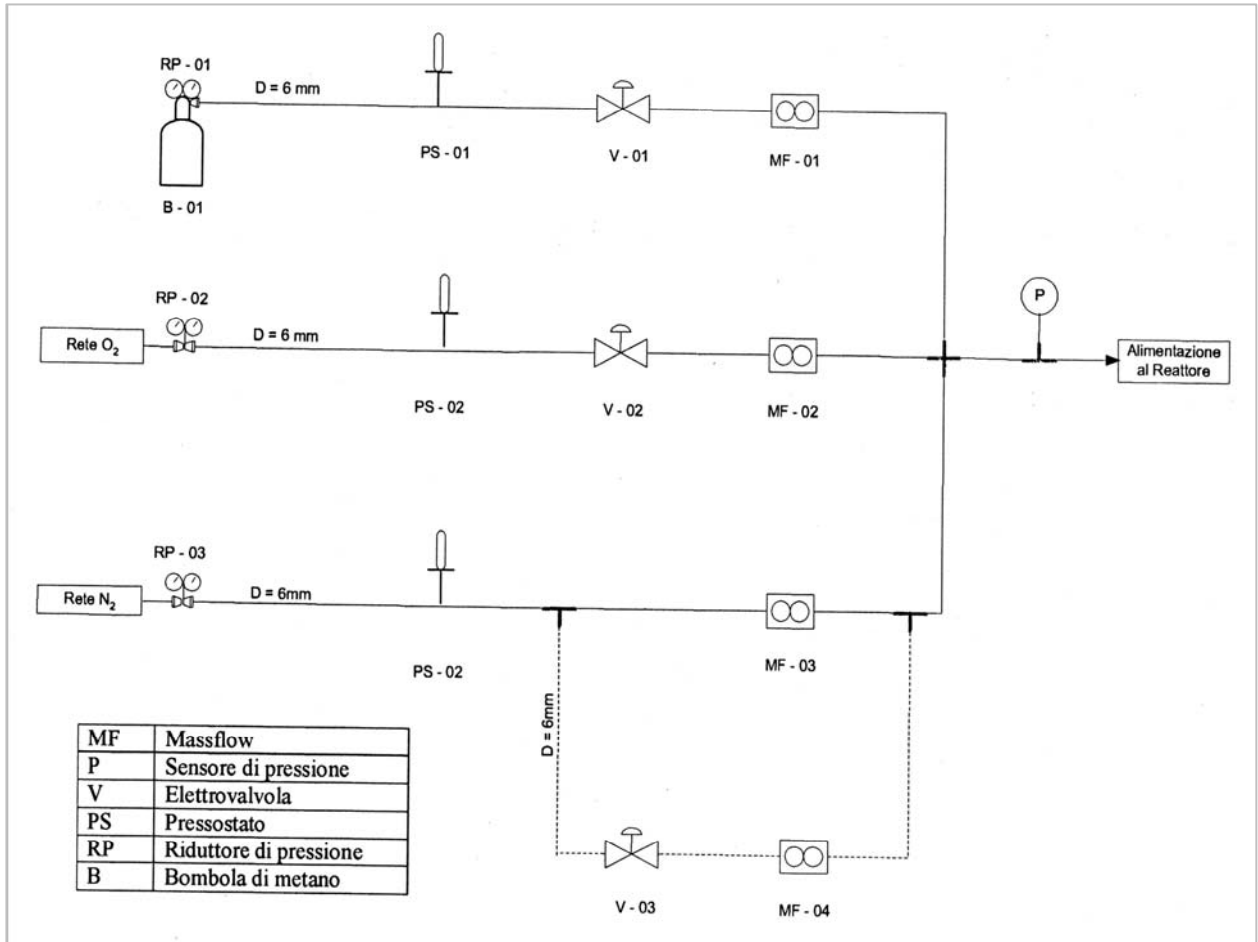 RP - 01
D = 6 mm
PS - 01
V - 01
MF - 01
B - 01
RP - 02
Rete O₂
D = 6 mm
PS - 02
V - 02
MF - 02
P
Alimentazione
al Reattore
RP - 03
Rete N₂
D = 6mm
PS - 02
MF - 03
D = 6mm
V - 03
MF - 04
MF Massflow
P Sensore di pressione
V Elettrovalvola
PS Pressostato
RP Riduttore di pressione
B Bombola di metano